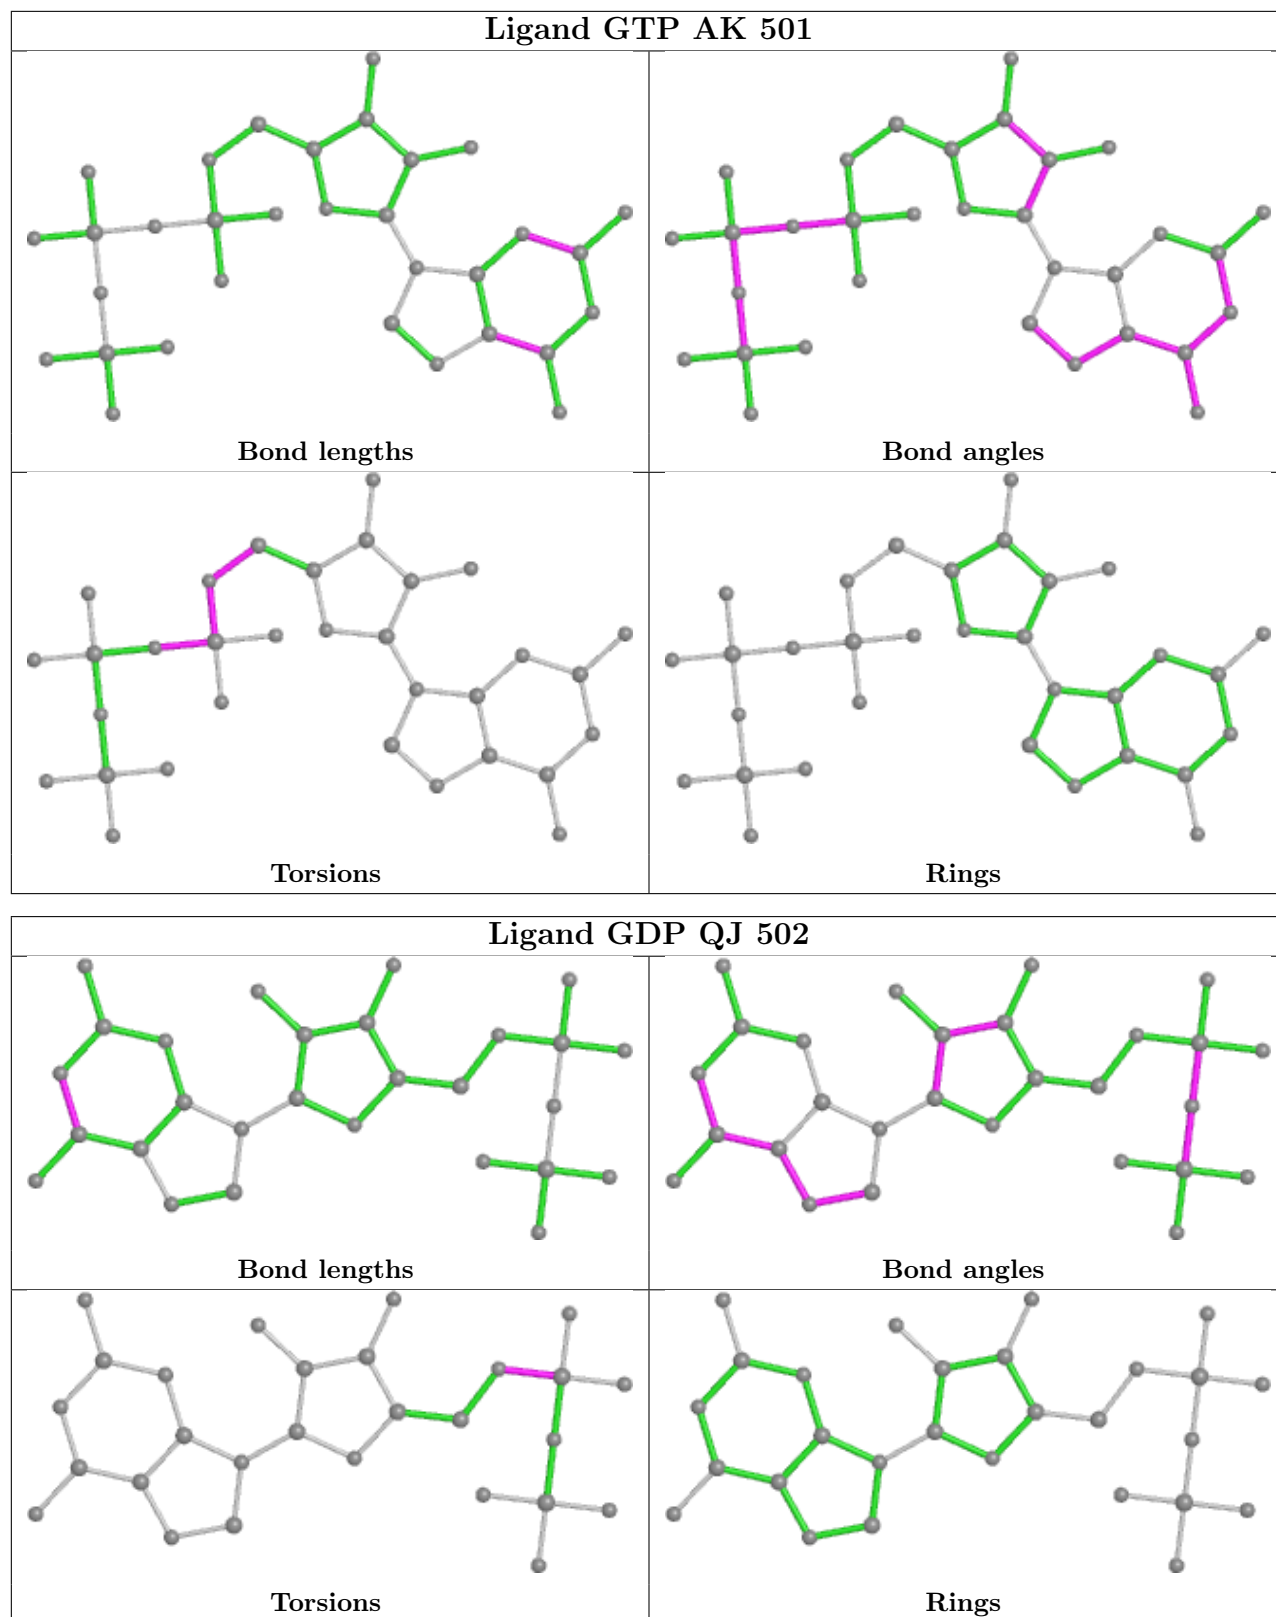 Ligand GTP AK 501
Bond lengths
Bond angles
Torsions
Rings
Ligand GDP QJ 502
Bond lengths
Bond angles
Torsions
Rings